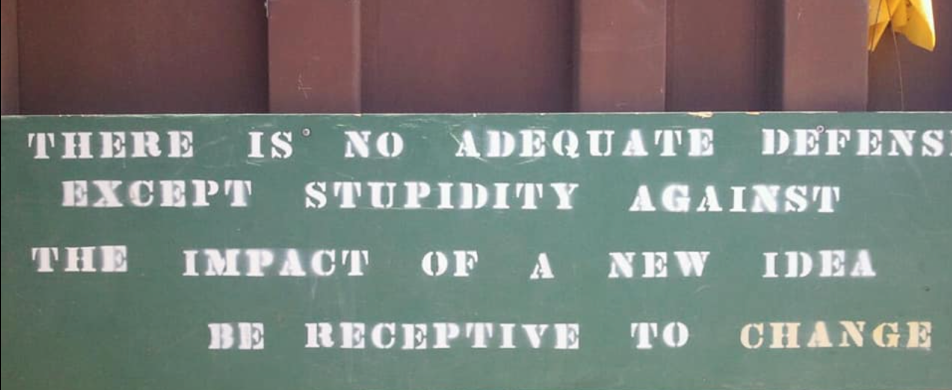 THERE IS NO ADEQUATE DEFENS
EXCEPT STUPIDITY AGAINST
THE IMPACT OF A NEW IDEA
BE RECEPTIVE TO CHANGE